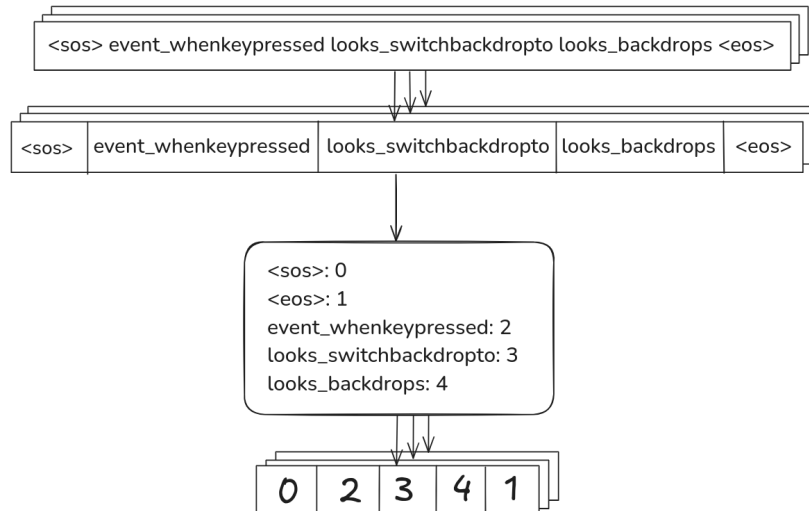 <sos> event_whenkeypressed looks_switchbackdropto looks_backdrops <eos>
<sos> event_whenkeypressed looks_switchbackdropto looks_backdrops <eos>
<sos>: 0
<eos>: 1
event_whenkeypressed: 2
looks_switchbackdropto: 3
looks_backdrops: 4
0 2 3 4 1